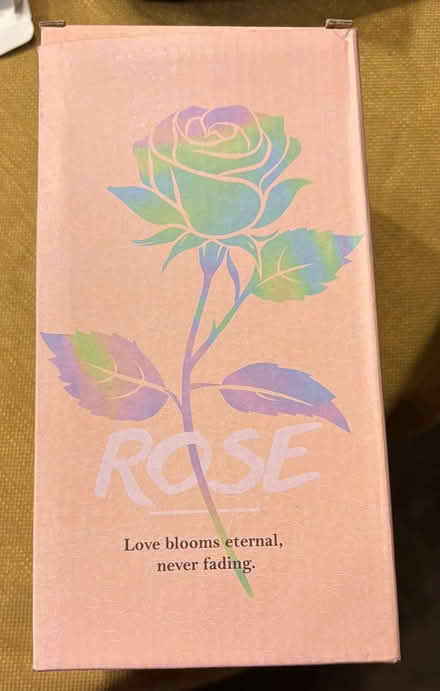 ROSE
Love blooms eternal,
never fading.